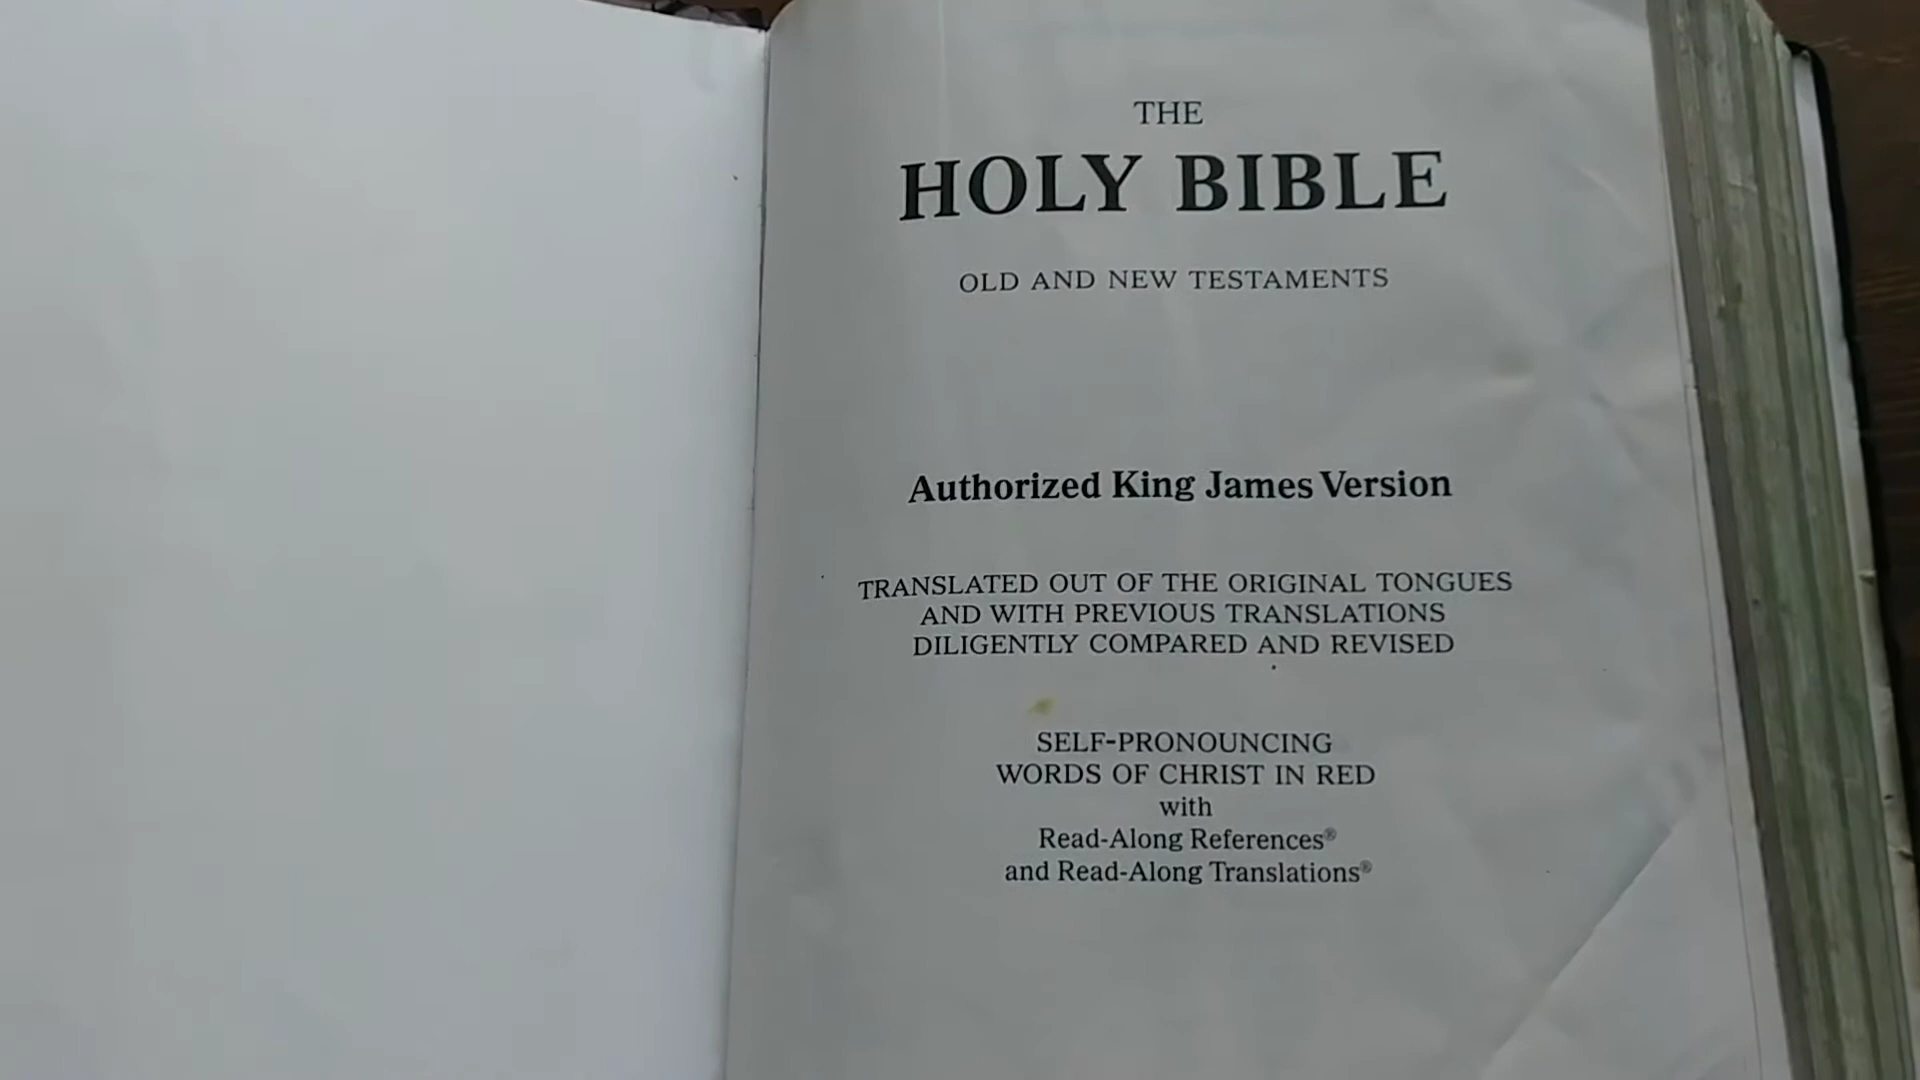 THE
HOLY BIBLE
OLD AND NEW TESTAMENTS
Authorized King James Version
TRANSLATED OUT OF THE ORIGINAL TONGUES
AND WITH PREVIOUS TRANSLATIONS
DILIGENTLY COMPARED AND REVISED
SELF-PRONOUNCING
WORDS OF CHRIST IN RED
with
Read-Along References®
and Read-Along Translations®